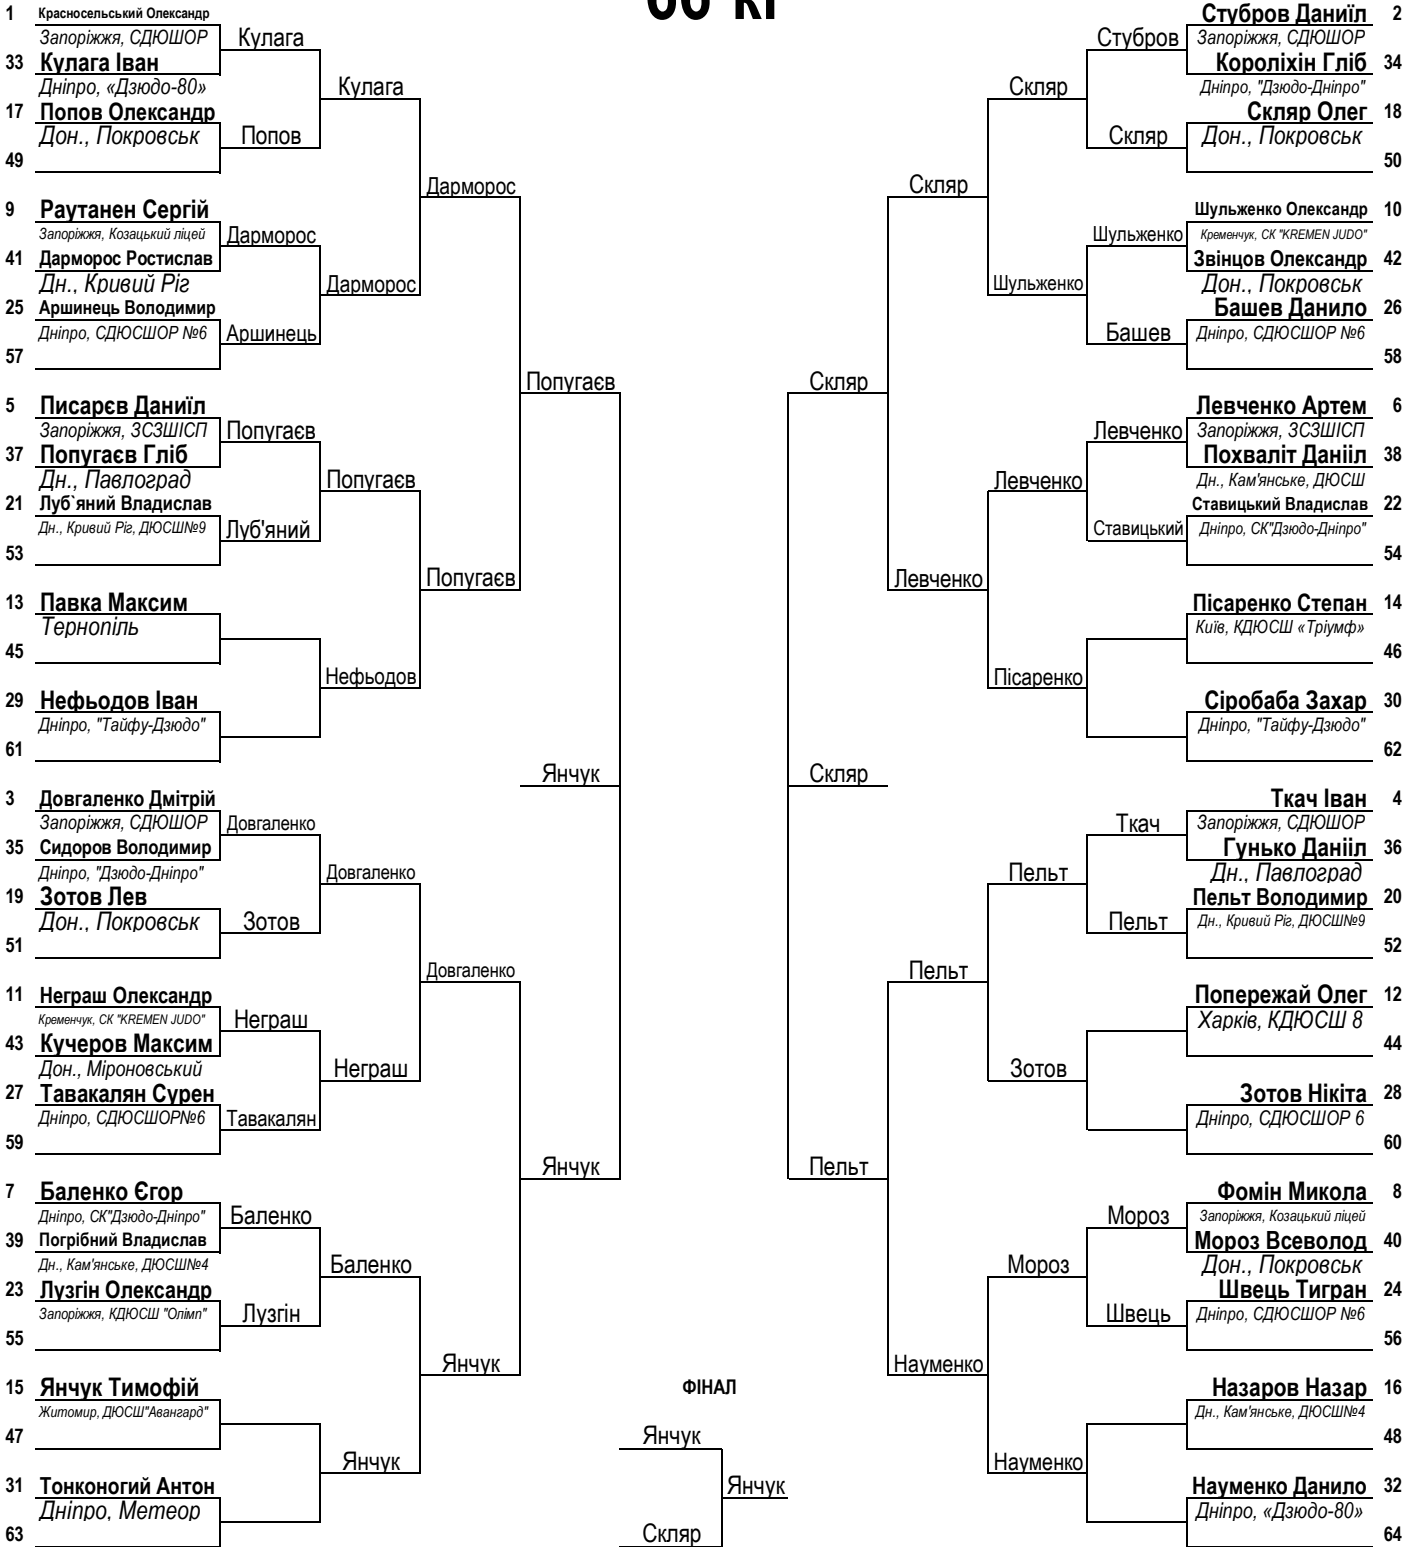 66 кг
1 Красносельський Олександр
Запоріжжя, СДЮШОР
Кулага
33 Кулага Іван
Дніпро, «Дзюдо-80»
Кулага
17 Попов Олександр
Дон., Покровськ
Попов
49
Дарморос
9 Раутанен Сергій
Запоріжжя, Козацький ліцей
Дарморос
41 Дарморос Ростислав
Дн., Кривий Ріг
Дарморос
25 Аршинець Володимир
Дніпро, СДЮСШОР №6
Аршинець
57
Попугаєв
5 Писарєв Даниїл
Запоріжжя, ЗСЗШІСП
Попугаєв
37 Попугаєв Гліб
Дн., Павлоград
Попугаєв
21 Луб`яний Владислав
Дн., Кривий Ріг, ДЮСШ№9
Луб'яний
53
Попугаєв
13 Павка Максим
Тернопіль
45
Нефьодов
29 Нефьодов Іван
Дніпро, "Тайфу-Дзюдо"
61
Янчук
3 Довгаленко Дмітрій
Запоріжжя, СДЮШОР
Довгаленко
35 Сидоров Володимир
Дніпро, "Дзюдо-Дніпро"
Довгаленко
19 Зотов Лев
Дон., Покровськ
Зотов
51
Довгаленко
11 Неграш Олександр
Кременчук, СК "KREMEN JUDO"
Неграш
43 Кучеров Максим
Дон., Міроновський
Неграш
27 Тавакалян Сурен
Дніпро, СДЮСШОР№6
Тавакалян
59
Янчук
7 Баленко Єгор
Дніпро, СК"Дзюдо-Дніпро"
Баленко
39 Погрібний Владислав
Дн., Кам'янське, ДЮСШ№4
Баленко
23 Лузгін Олександр
Запоріжжя, КДЮСШ "Олімп"
Лузгін
55
Янчук
15 Янчук Тимофій
Житомир, ДЮСШ"Авангард"
47
Янчук
31 Тонконогий Антон
Дніпро, Метеор
63
Стубров Даниїл 2
Стубров
Запоріжжя, СДЮШОР
Короліхін Гліб 34
Скляр
Дніпро, "Дзюдо-Дніпро"
Скляр Олег 18
Скляр
Дон., Покровськ
50
Скляр
Шульженко Олександр 10
Шульженко
Кременчук, СК "KREMEN JUDO"
Звінцов Олександр 42
Шульженко
Дон., Покровськ
Башев Данило 26
Башев
Дніпро, СДЮСШОР №6
58
Скляр
Левченко Артем 6
Левченко
Запоріжжя, ЗСЗШІСП
Похваліт Данііл 38
Левченко
Дн., Кам'янське, ДЮСШ
Ставицький Владислав 22
Ставицький
Дніпро, СК"Дзюдо-Дніпро"
54
Левченко
Пісаренко Степан 14
Київ, КДЮСШ «Тріумф»
46
Пісаренко
Сіробаба Захар 30
Дніпро, "Тайфу-Дзюдо"
62
Скляр
Ткач Іван 4
Ткач
Запоріжжя, СДЮШОР
Гунько Данііл 36
Пельт
Дн., Павлоград
Пельт Володимир 20
Пельт
Дн., Кривий Ріг, ДЮСШ№9
52
Пельт
Попережай Олег 12
Харків, КДЮСШ 8
44
Зотов
Зотов Нікіта 28
Дніпро, СДЮСШОР 6
60
Пельт
Фомін Микола 8
Мороз
Запоріжжя, Козацький ліцей
Мороз Всеволод 40
Мороз
Дон., Покровськ
Швець Тигран 24
Швець
Дніпро, СДЮСШОР №6
56
Науменко
Назаров Назар 16
Дн., Кам'янське, ДЮСШ№4
48
Науменко
Науменко Данило 32
Дніпро, «Дзюдо-80»
64
ФІНАЛ
Янчук
Янчук
Скляр